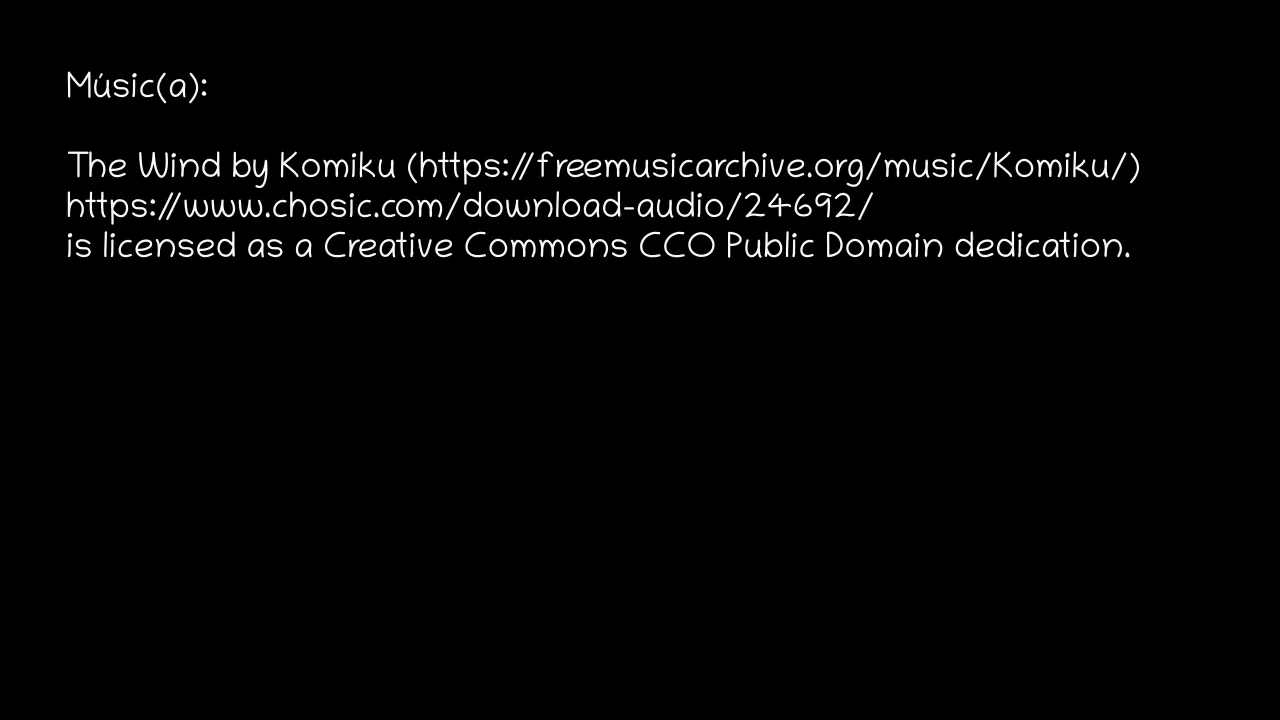 Músic(a):
The Wind by Komiku (https://freemusicarchive.org/music/Komiku/)
https://www.chosic.com/download-audio/24692/
is licensed as a Creative Commons CC0 Public Domain dedication.